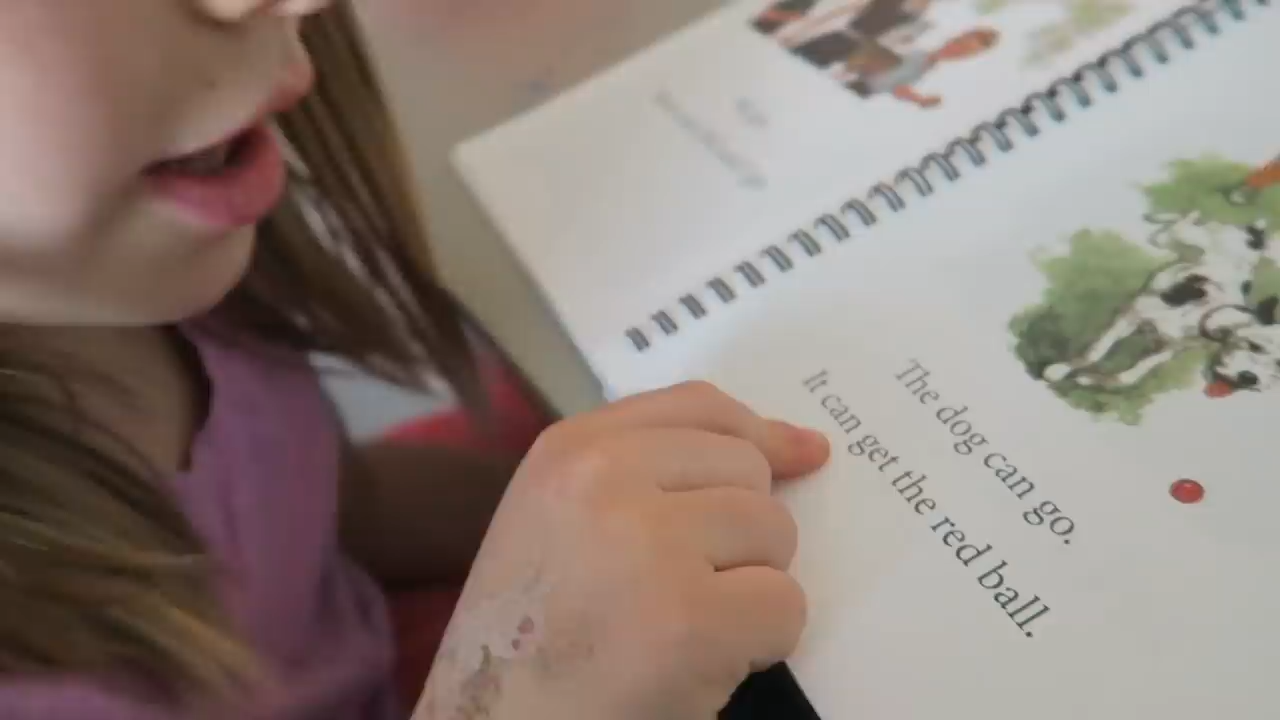 The dog can go.
It can get the red ball.